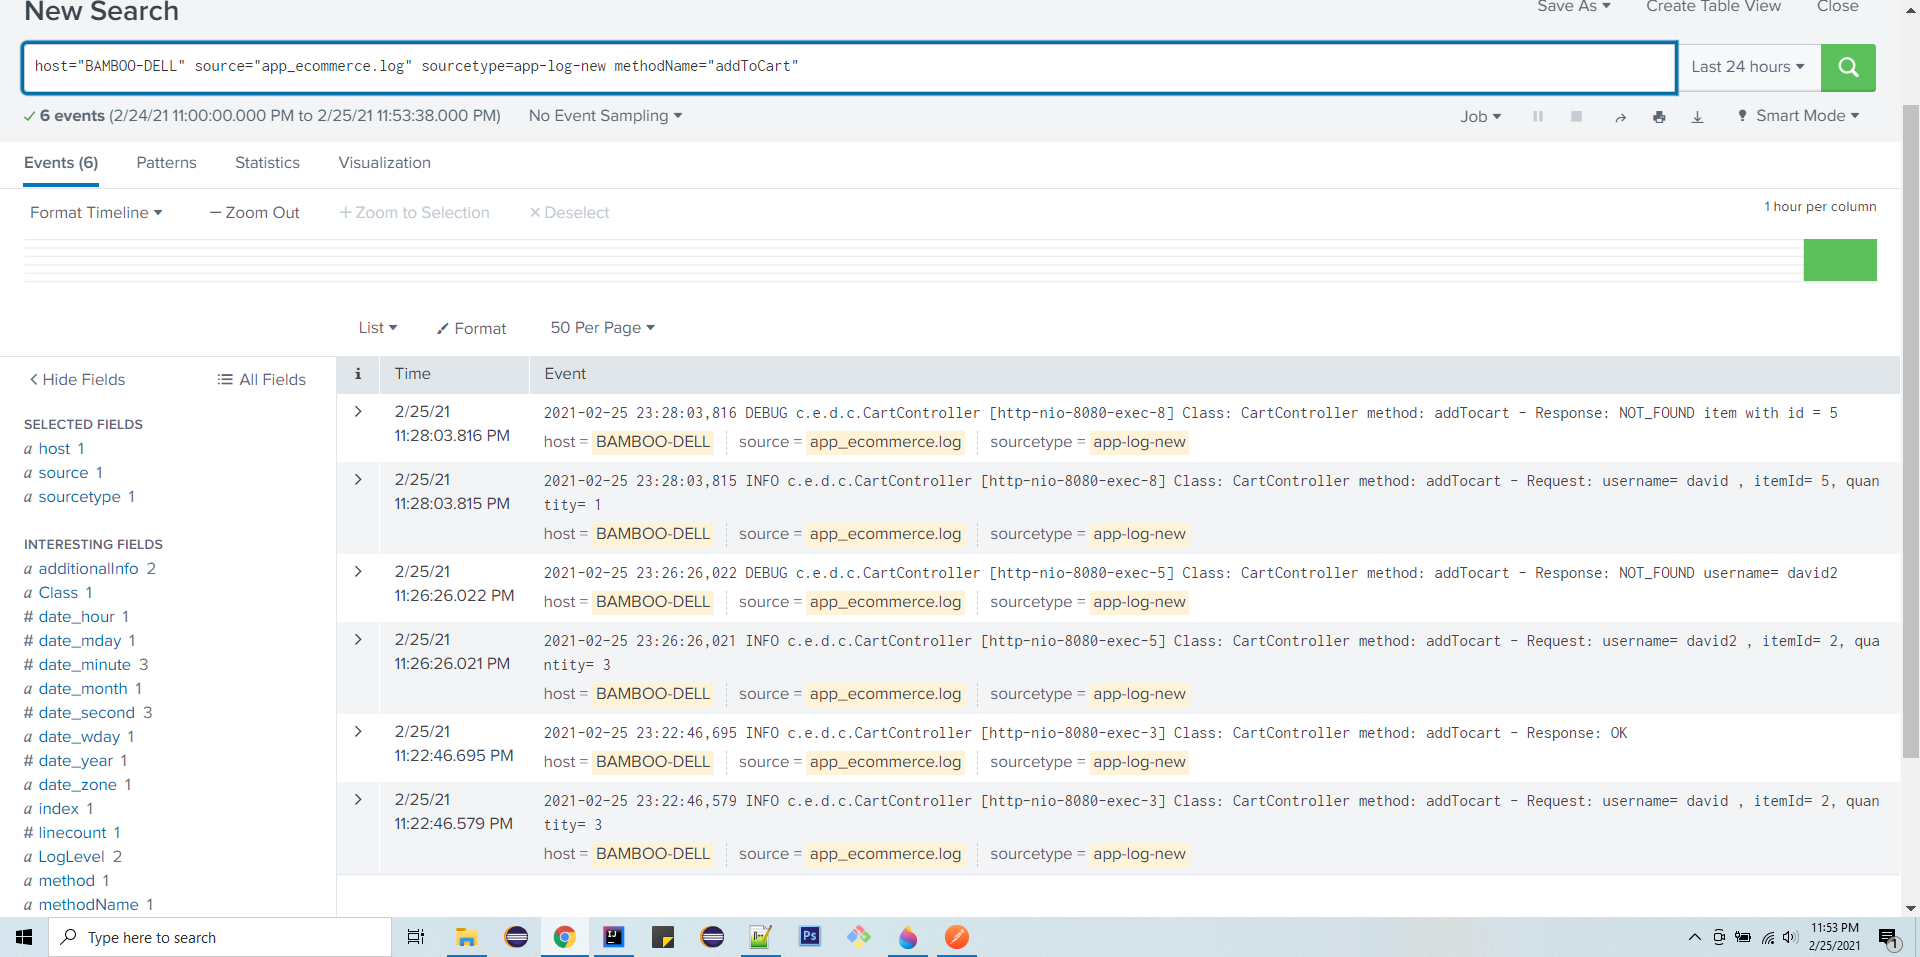 New Search
Save As
Create Table View
Close
host="BAMBOO-DELL" source="app_ecommerce.log" sourcetype=app-log-new methodName="addToCart"
Last 24 hours
6 events (2/24/21 11:00:00.000 PM to 2/25/21 11:53:38.000 PM)
No Event Sampling
Job
Smart Mode
Events (6)
Patterns
Statistics
Visualization
Format Timeline
— Zoom Out
+ Zoom to Selection
× Deselect
1 hour per column
List
Format
50 Per Page
Hide Fields
All Fields
SELECTED FIELDS
a host 1
a source 1
a sourcetype 1
INTERESTING FIELDS
a additionalInfo 2
a Class 1
# date_hour 1
# date_mday 1
# date_minute 3
a date_month 1
# date_second 3
a date_wday 1
# date_year 1
a date_zone 1
a index 1
# linecount 1
a LogLevel 2
a method 1
a methodName 1
i
Time
Event
2/25/21
11:28:03.816 PM
2021-02-25 23:28:03,816 DEBUG c.e.d.c.CartController [http-nio-8080-exec-8] Class: CartController method: addTocart - Response: NOT_FOUND item with id = 5
host = BAMBOO-DELL source = app_ecommerce.log sourcetype = app-log-new
2/25/21
11:28:03.815 PM
2021-02-25 23:28:03,815 INFO c.e.d.c.CartController [http-nio-8080-exec-8] Class: CartController method: addTocart - Request: username= david , itemId= 5, quan
tity= 1
host = BAMBOO-DELL source = app_ecommerce.log sourcetype = app-log-new
2/25/21
11:26:26.022 PM
2021-02-25 23:26:26,022 DEBUG c.e.d.c.CartController [http-nio-8080-exec-5] Class: CartController method: addTocart - Response: NOT_FOUND username= david2
host = BAMBOO-DELL source = app_ecommerce.log sourcetype = app-log-new
2/25/21
11:26:26.021 PM
2021-02-25 23:26:26,021 INFO c.e.d.c.CartController [http-nio-8080-exec-5] Class: CartController method: addTocart - Request: username= david2 , itemId= 2, qua
ntity= 3
host = BAMBOO-DELL source = app_ecommerce.log sourcetype = app-log-new
2/25/21
11:22:46.695 PM
2021-02-25 23:22:46,695 INFO c.e.d.c.CartController [http-nio-8080-exec-3] Class: CartController method: addTocart - Response: OK
host = BAMBOO-DELL source = app_ecommerce.log sourcetype = app-log-new
2/25/21
11:22:46.579 PM
2021-02-25 23:22:46,579 INFO c.e.d.c.CartController [http-nio-8080-exec-3] Class: CartController method: addTocart - Request: username= david , itemId= 2, quan
tity= 3
host = BAMBOO-DELL source = app_ecommerce.log sourcetype = app-log-new
Type here to search
IJ
Ps
11:53 PM
2/25/2021
1